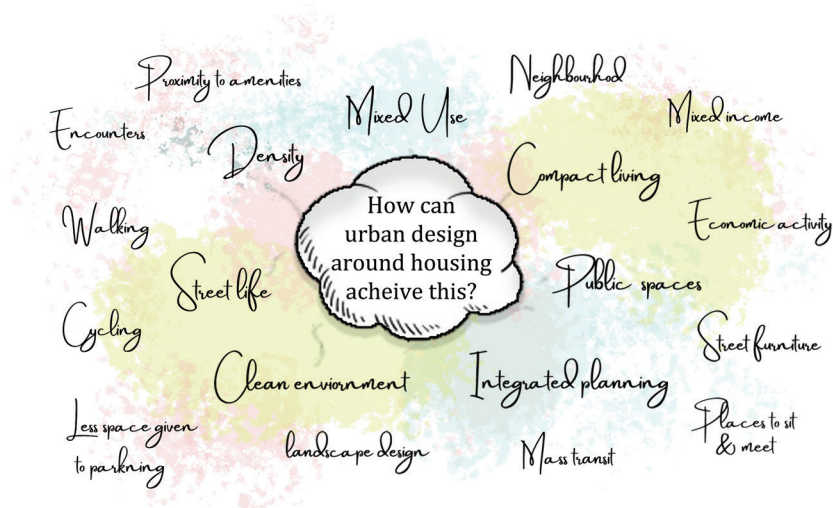 Proximity to amenities
Neighbourhod
Mixed Use
Mixed income
Encounters
Density
Compact living
Walking
Economic activity
How can
urban design
around housing
acheive this?
Street life
Public spaces
Cycling
Street furniture
Clean enviornment
Integrated planning
Less space given
to parkning
landscape design
Mass transit
Places to sit
& meet